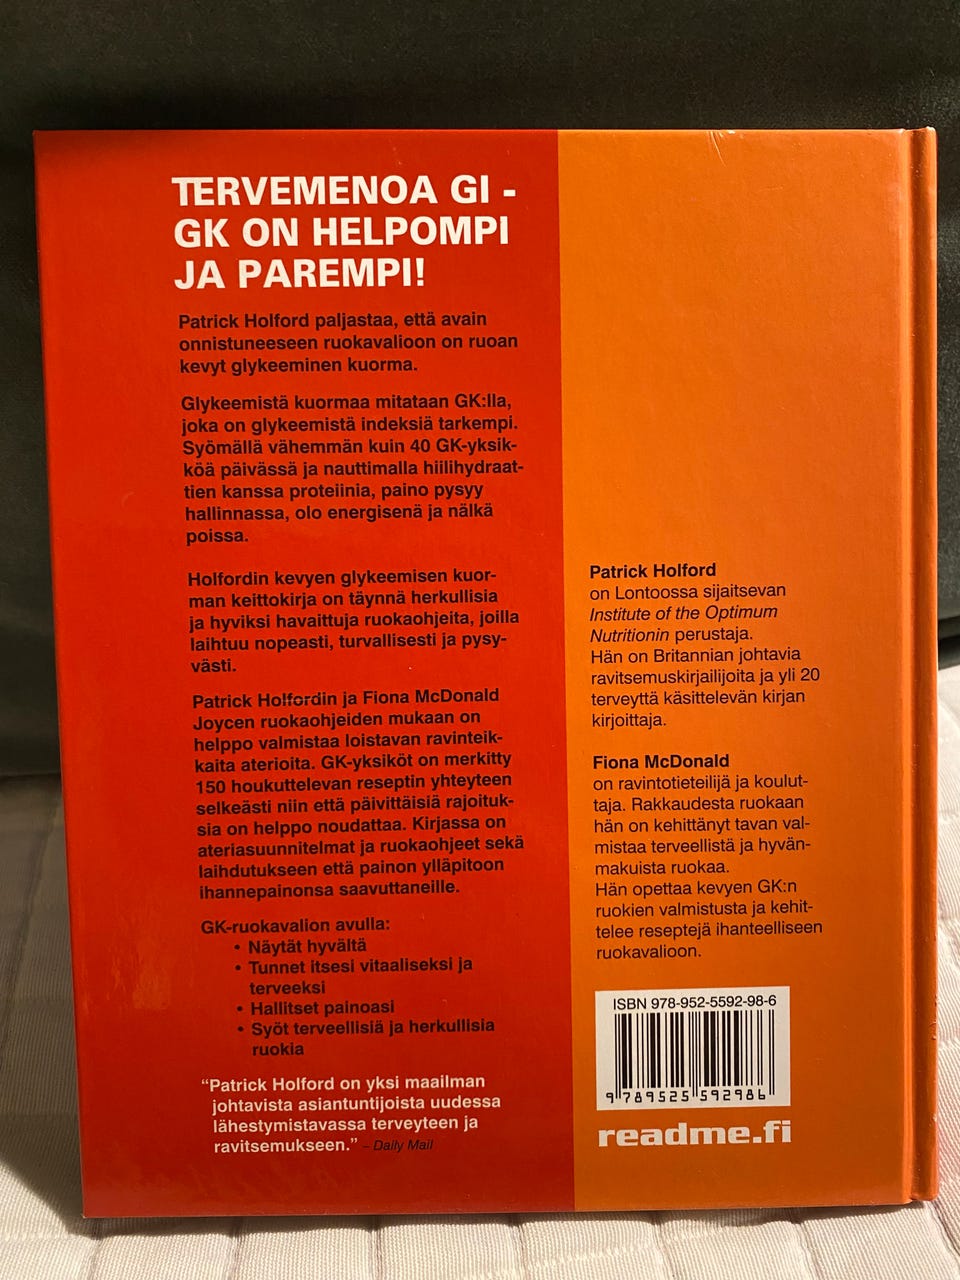 TERVEMENOA GI -
GK ON HELPOMPI
JA PAREMPI!
Patrick Holford paljastaa, että avain
onnistuneeseen ruokavalioon on ruoan
kevyt glykeeminen kuorma.
Glykeemistä kuormaa mitataan GK:lla,
joka on glykeemistä indeksiä tarkempi.
Syömällä vähemmän kuin 40 GK-yksik-
köä päivässä ja nauttimalla hiilihydraat-
tien kanssa proteiinia, paino pysyy
hallinnassa, olo energisenä ja nälkä
poissa.
Holfordin kevyen glykeemisen kuor-
man keittokirja on täynnä herkullisia
ja hyviksi havaittuja ruokaohjeita, joilla
laihtuu nopeasti, turvallisesti ja pysy-
västi.
Patrick Holfordin ja Fiona McDonald
Joycen ruokaohjeiden mukaan on
helppo valmistaa loistavan ravinteik-
kaita aterioita. GK-yksiköt on merkitty
150 houkuttelevan reseptin yhteyteen
selkeästi niin että päivittäisiä rajoituk-
sia on helppo noudattaa. Kirjassa on
ateriasuunnitelmat ja ruokaohjeet sekä
laihdutukseen että painon ylläpitoon
ihannepainonsa saavuttaneille.
GK-ruokavalion avulla:
• Näytät hyvältä
• Tunnet itsesi vitaaliseksi ja
terveeksi
• Hallitset painoasi
• Syöt terveellisiä ja herkullisia
ruokia
“Patrick Holford on yksi maailman
johtavista asiantuntijoista uudessa
lähestymistavassa terveyteen ja
ravitsemukseen.” – Daily Mail
Patrick Holford
on Lontoossa sijaitsevan
Institute of the Optimum
Nutritionin perustaja.
Hän on Britannian johtavia
ravitsemuskirjailijoita ja yli 20
terveyttä käsittelevän kirjan
kirjoittaja.
Fiona McDonald
on ravintotieteilijä ja koulut-
taja. Rakkaudesta ruokaan
hän on kehittänyt tavan val-
mistaa terveellistä ja hyvän-
makuista ruokaa.
Hän opettaa kevyen GK:n
ruokien valmistusta ja kehit-
telee reseptejä ihanteelliseen
ruokavalioon.
ISBN 978-952-5592-98-6
9 789525 592986
readme.fi